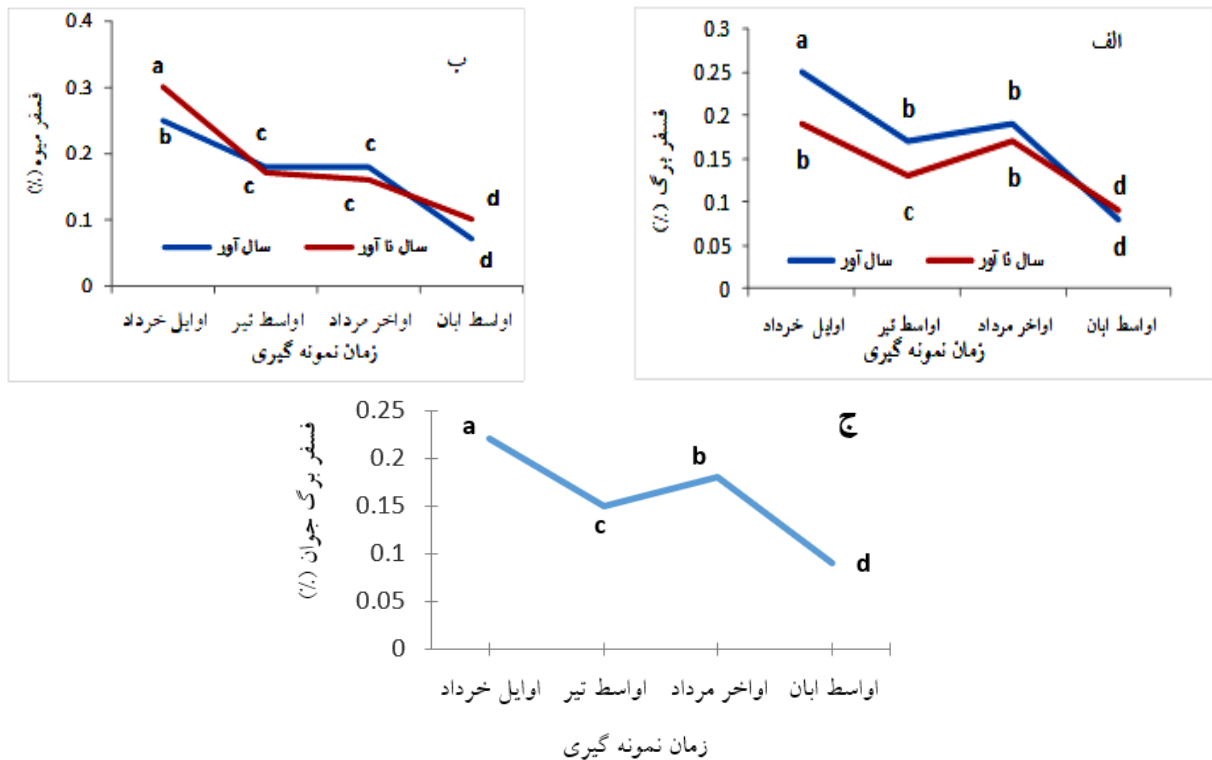 الف
فسفر برگ (٪)
0.3
0.25
0.2
0.15
0.1
0.05
0
a
b
b
d
b
c
b
d
سال آور
سال نا آور
اوایل خرداد
اواسط تیر
اواخر مرداد
اواسط ابان
زمان نمونه گیری
ب
فسفر میوه (٪)
0.4
0.3
0.2
0.1
0
a
c
c
d
b
c
c
d
سال آور
سال نا آور
اوایل خرداد
اواسط تیر
اواخر مرداد
اواسط ابان
زمان نمونه گیری
ج
فسفر برگ جوان (٪)
0.25
0.2
0.15
0.1
0.05
0
a
c
b
d
اوایل خرداد
اواسط تیر
اواخر مرداد
اواسط ابان
زمان نمونه گیری